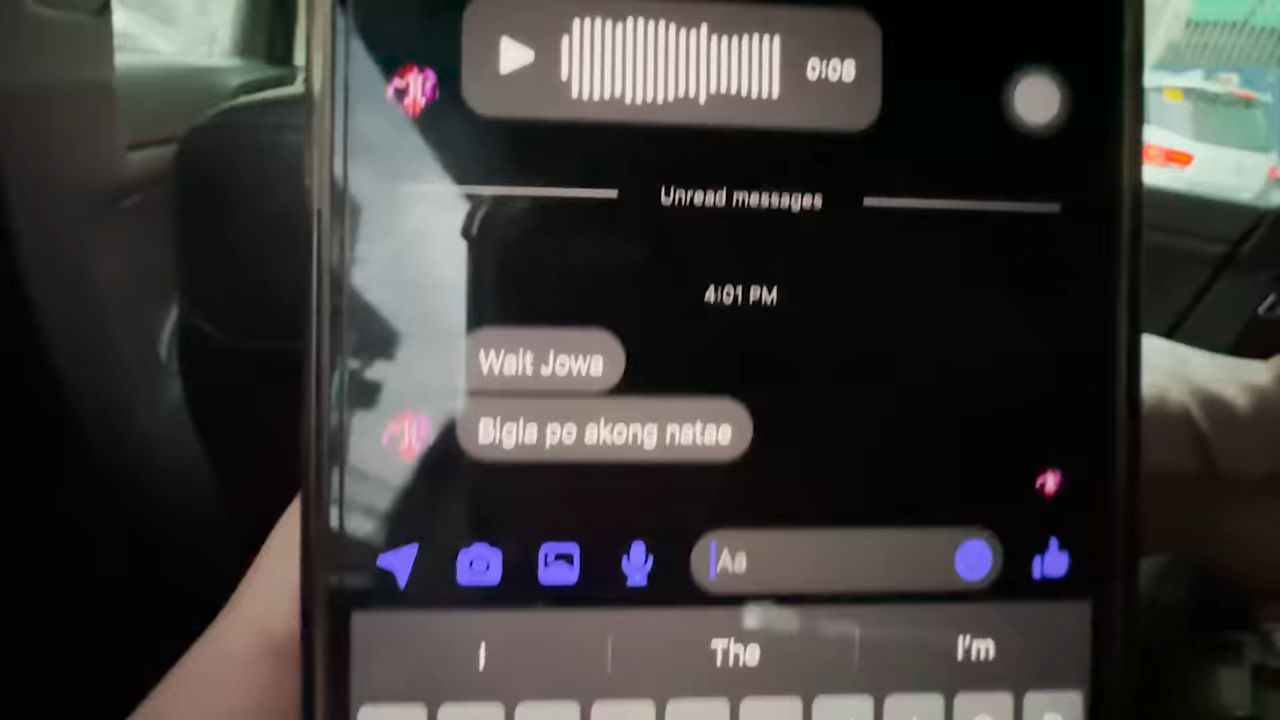 0:08
Unread messages
4:01 PM
Wait Jowa
Bigla po akong natae
Aa
I
The
I'm